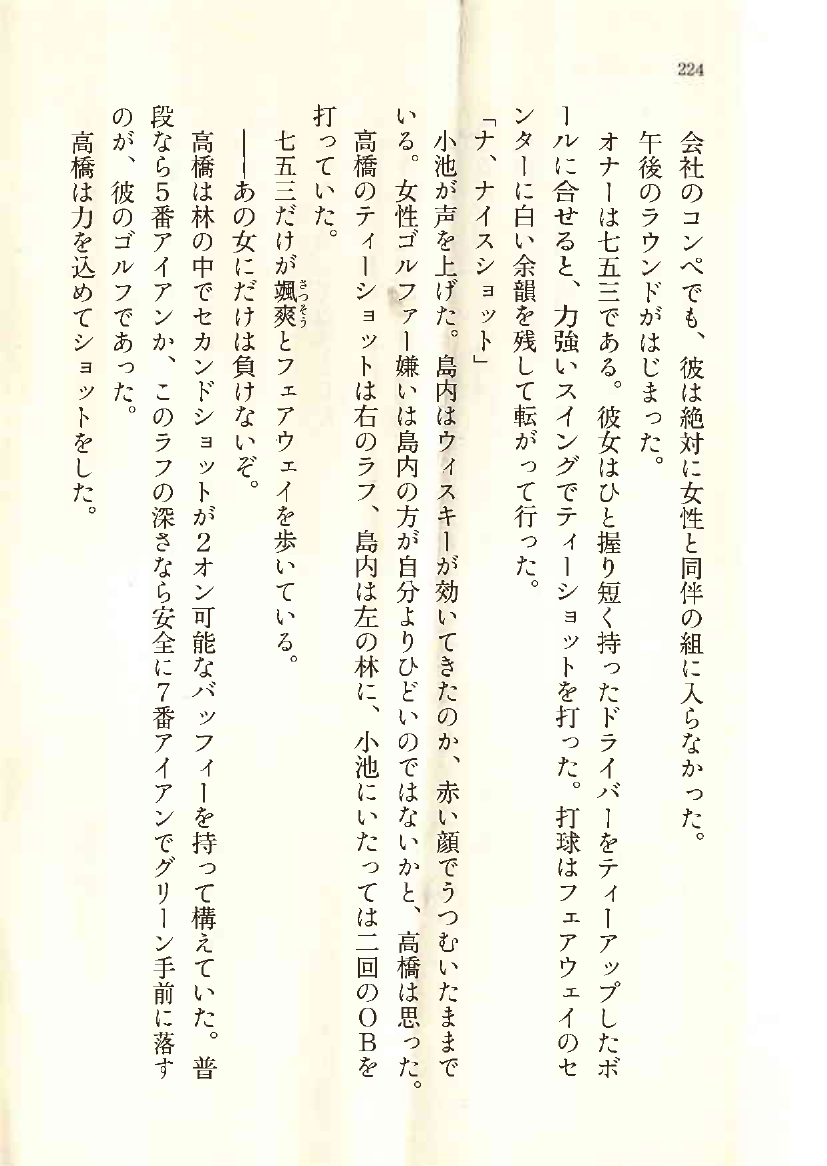 224
会社のコンペでも、彼は絶対に女性と同伴の組に入らなかった。
午後のラウンドがはじまった。
オナーは七五三である。彼女はひと握り短く持ったドライバーをティーアップしたボ
ールに合せると、力強いスイングでティーショットを打った。打球はフェアウェイのセ
ンターに白い余韻を残して転がって行った。
「ナ、ナイスショット」
小池が声を上げた。島内はウィスキーが効いてきたのか、赤い顔でうつむいたままで
いる。女性ゴルファー嫌いは島内の方が自分よりひどいのではないかと、高橋は思った。
高橋のティーショットは右のラフ、島内は左の林に、小池にいたっては二回のOBを
打っていた。
七五三だけが颯爽さっそうとフェアウェイを歩いている。
――あの女にだけは負けないぞ。
高橋は林の中でセカンドショットが2オン可能なバッフィーを持って構えていた。普
段なら5番アイアンか、このラフの深さなら安全に7番アイアンでグリーン手前に落す
のが、彼のゴルフであった。
高橋は力を込めてショットをした。